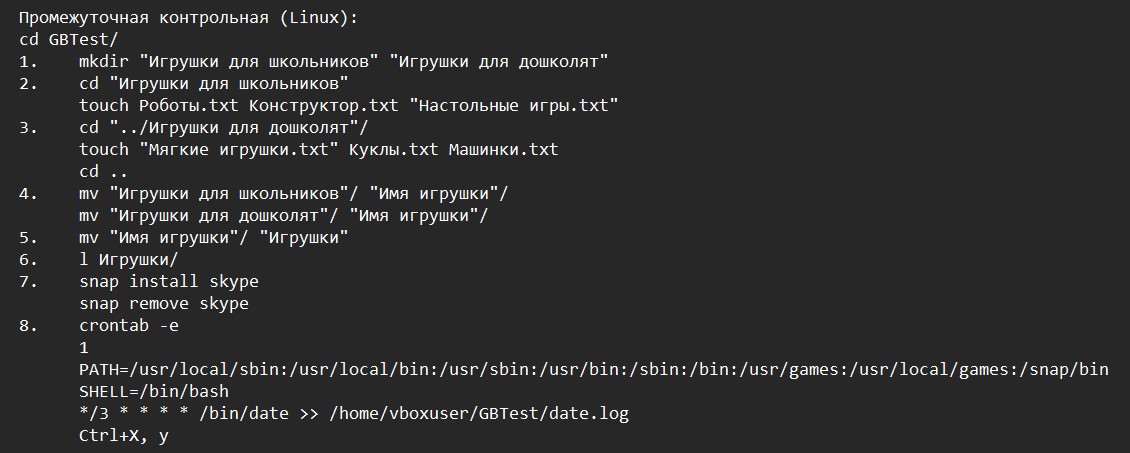 Промежуточная контрольная (Linux):
cd GBTest/
1. mkdir "Игрушки для школьников" "Игрушки для дошколят"
2. cd "Игрушки для школьников"
touch Роботы.txt Конструктор.txt "Настольные игры.txt"
3. cd "../Игрушки для дошколят"/
touch "Мягкие игрушки.txt" Куклы.txt Машинки.txt
cd ..
4. mv "Игрушки для школьников"/ "Имя игрушки"/
mv "Игрушки для дошколят"/ "Имя игрушки"/
5. mv "Имя игрушки"/ "Игрушки"
6. l Игрушки/
7. snap install skype
snap remove skype
8. crontab -e
1
PATH=/usr/local/sbin:/usr/local/bin:/usr/sbin:/usr/bin:/sbin:/bin:/usr/games:/usr/local/games:/snap/bin
SHELL=/bin/bash
*/3 * * * * /bin/date >> /home/vboxuser/GBTest/date.log
Ctrl+X, y